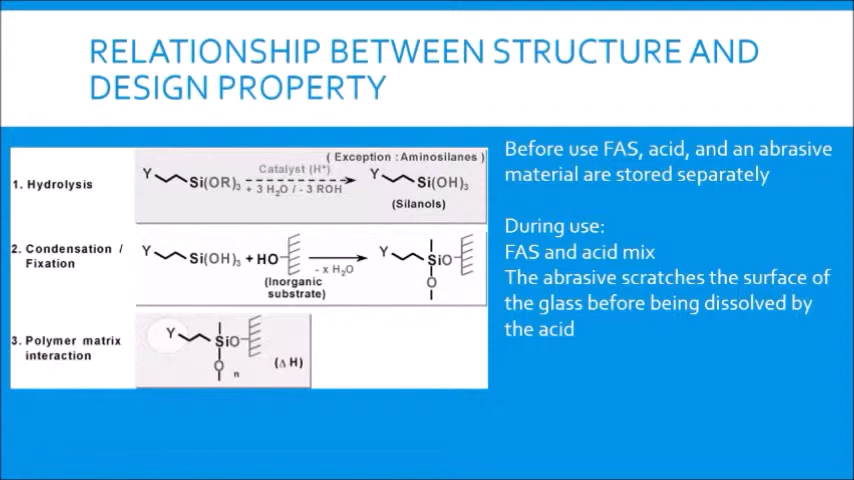 RELATIONSHIP BETWEEN STRUCTURE AND
DESIGN PROPERTY
1. Hydrolysis
Y Si(OR)3
Catalyst (H+)
+ 3 H2O / - 3 ROH
( Exception : Aminosilanes )
Y Si(OH)3
(Silanols)
2. Condensation /
Fixation
Y Si(OH)3 + HO
(Inorganic
substrate)
- x H2O
Y SiO
O
3. Polymer matrix
interaction
Y SiO
O n
(Δ H)
Before use FAS, acid, and an abrasive
material are stored separately
During use:
FAS and acid mix
The abrasive scratches the surface of
the glass before being dissolved by
the acid